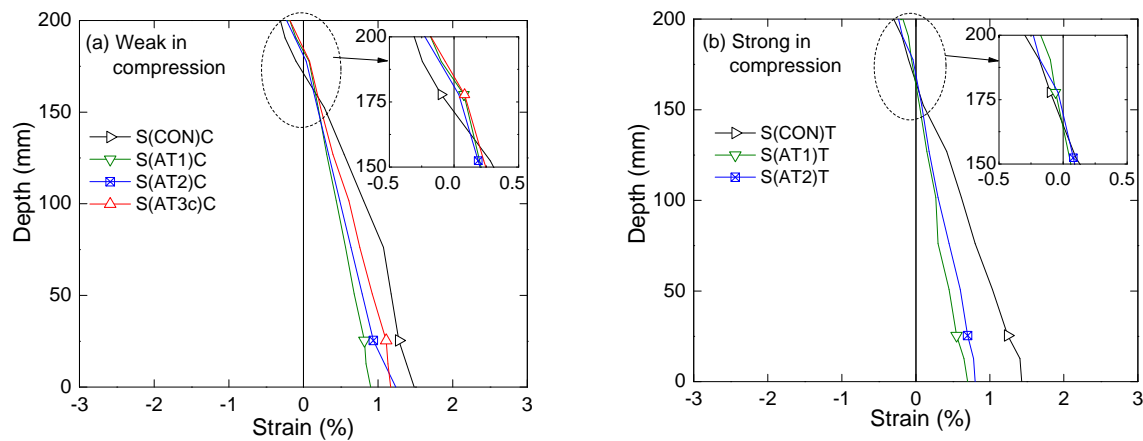 (a) Weak in
compression
S(CON)C
S(AT1)C
S(AT2)C
S(AT3c)C
200
150
100
50
0
Depth (mm)
-3 -2 -1 0 1 2 3
Strain (%)
200
175
150
-0.5 0.0 0.5
(b) Strong in
compression
S(CON)T
S(AT1)T
S(AT2)T
200
150
100
50
0
Depth (mm)
-3 -2 -1 0 1 2 3
Strain (%)
200
175
150
-0.5 0.0 0.5